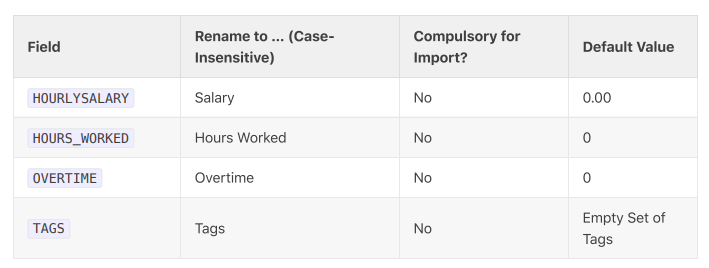 Field
Rename to ... (Case-
Insensitive)
Compulsory for
Import?
Default Value
HOURLYSALARY
Salary
No
0.00
HOURS_WORKED
Hours Worked
No
0
OVERTIME
Overtime
No
0
TAGS
Tags
No
Empty Set of
Tags